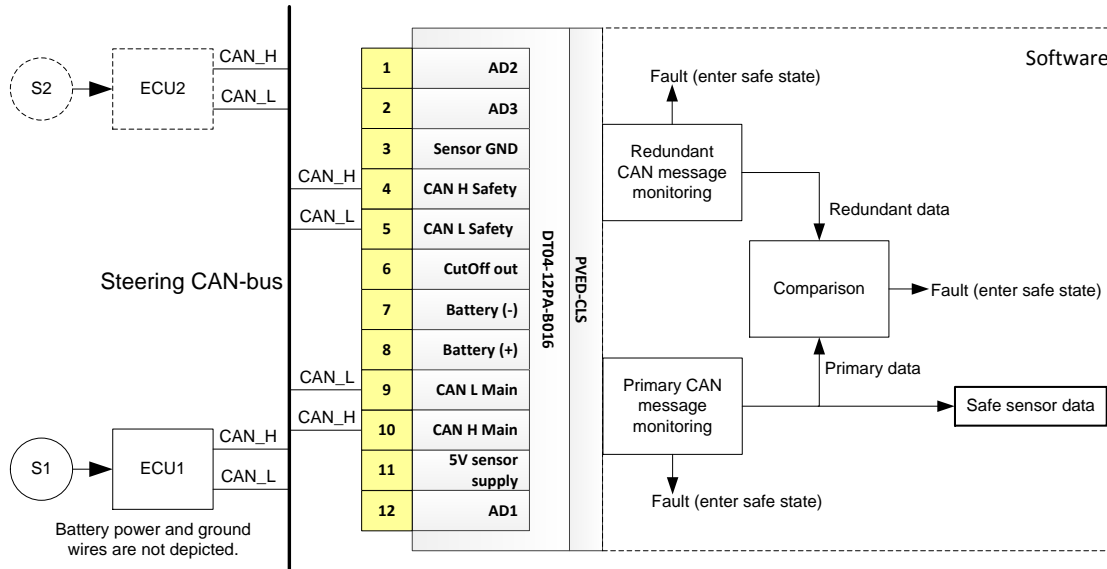 S2
ECU2
CAN_H
CAN_L
Steering CAN-bus
S1
ECU1
CAN_H
CAN_L
Battery power and ground
wires are not depicted.
CAN_H
CAN_L
CAN_L
CAN_H
1 AD2
2 AD3
3 Sensor GND
4 CAN H Safety
5 CAN L Safety
6 CutOff out
7 Battery (-)
8 Battery (+)
9 CAN L Main
10 CAN H Main
11 5V sensor
supply
12 AD1
DT04-12PA-B016
PVED-CLS
Software
Fault (enter safe state)
Redundant
CAN message
monitoring
Redundant data
Comparison
Fault (enter safe state)
Primary data
Primary CAN
message
monitoring
Safe sensor data
Fault (enter safe state)